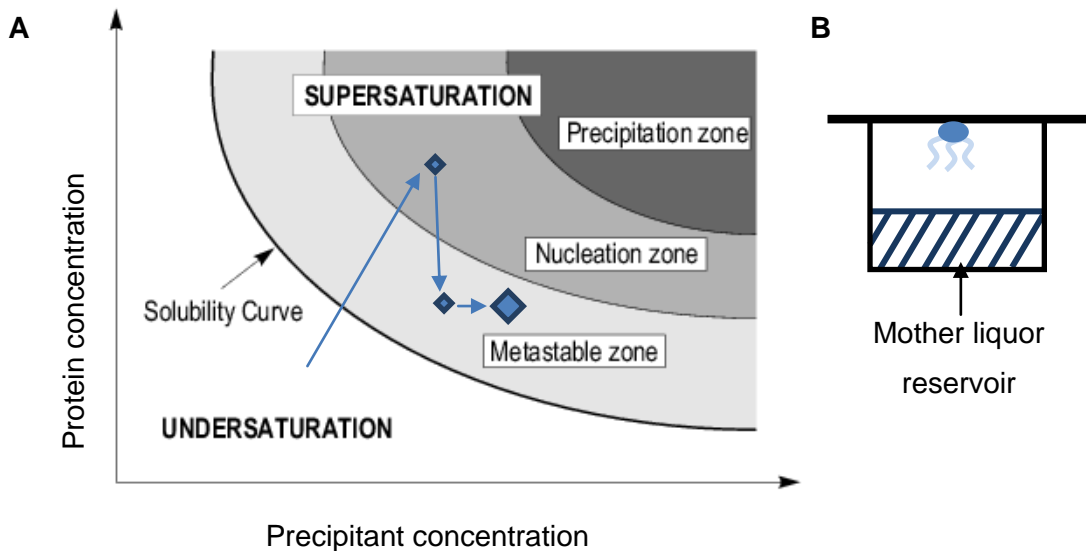 A
B
SUPERSATURATION
Precipitation zone
Protein concentration
Nucleation zone
Solubility Curve
Metastable zone
UNDERSATURATION
Precipitant concentration
Mother liquor
reservoir